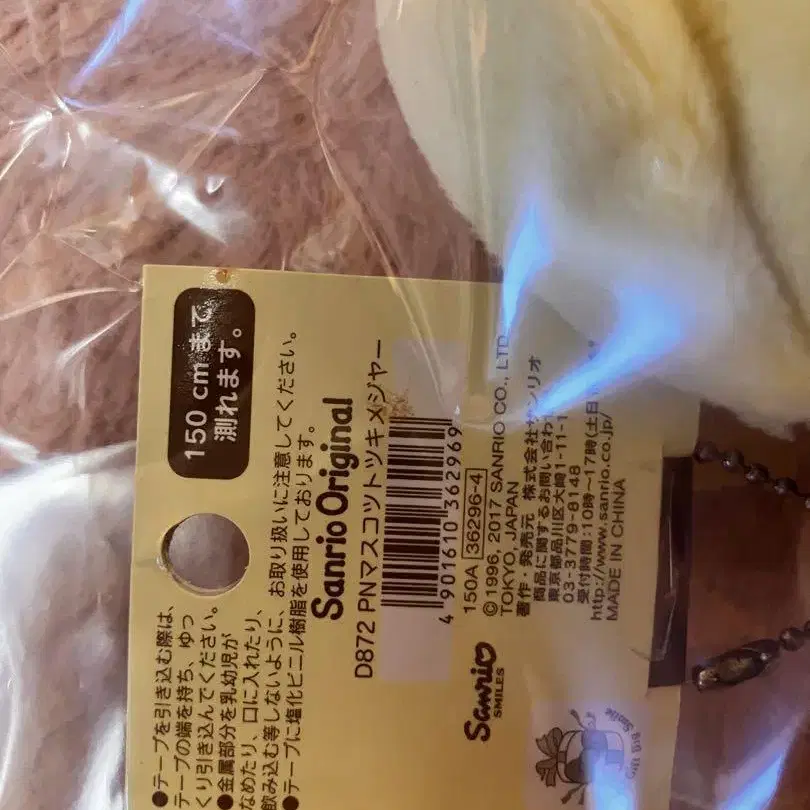 150 cm まで
測れます。
●テープを引き込む際は、
テープの端を持ち、ゆっ
くり引き込んでください。
●金属部分を乳幼児が
なめたり、口に入れたり、
飲み込む等しないように、お取り扱いに注意してください。
●テープに塩化ビニル樹脂を使用しております。
Sanrio Original
D872 PNマスコットツキメジャー
4 901610 362969
150A 36296-4
©1996, 2017 SANRIO CO., LTD.
TOKYO, JAPAN
著作・発売元 株式会社サンリオ
商品に関するお問い合わ
東京都品川区大崎1-11-1
03-3779-8148
受付時間:10時～17時(土日
http://www.sanrio.co.jp/
MADE IN CHINA
Sanrio
SMILES
Gift Big Smile